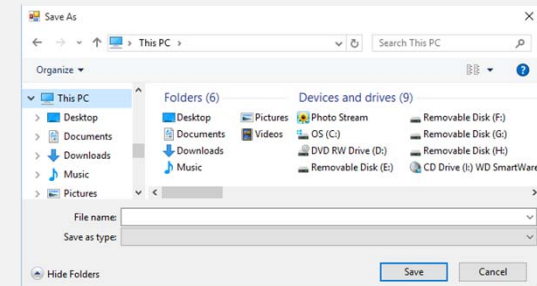 Save As
This PC
Search This PC
Organize
This PC
Desktop
Documents
Downloads
Music
Pictures
Folders (6)
Desktop
Pictures
Documents
Videos
Downloads
Music
Devices and drives (9)
Photo Stream
Removable Disk (F:)
OS (C:)
Removable Disk (G:)
DVD RW Drive (D:)
Removable Disk (H:)
Removable Disk (E:)
CD Drive (I:) WD SmartWare
File name:
Save as type:
Hide Folders
Save
Cancel